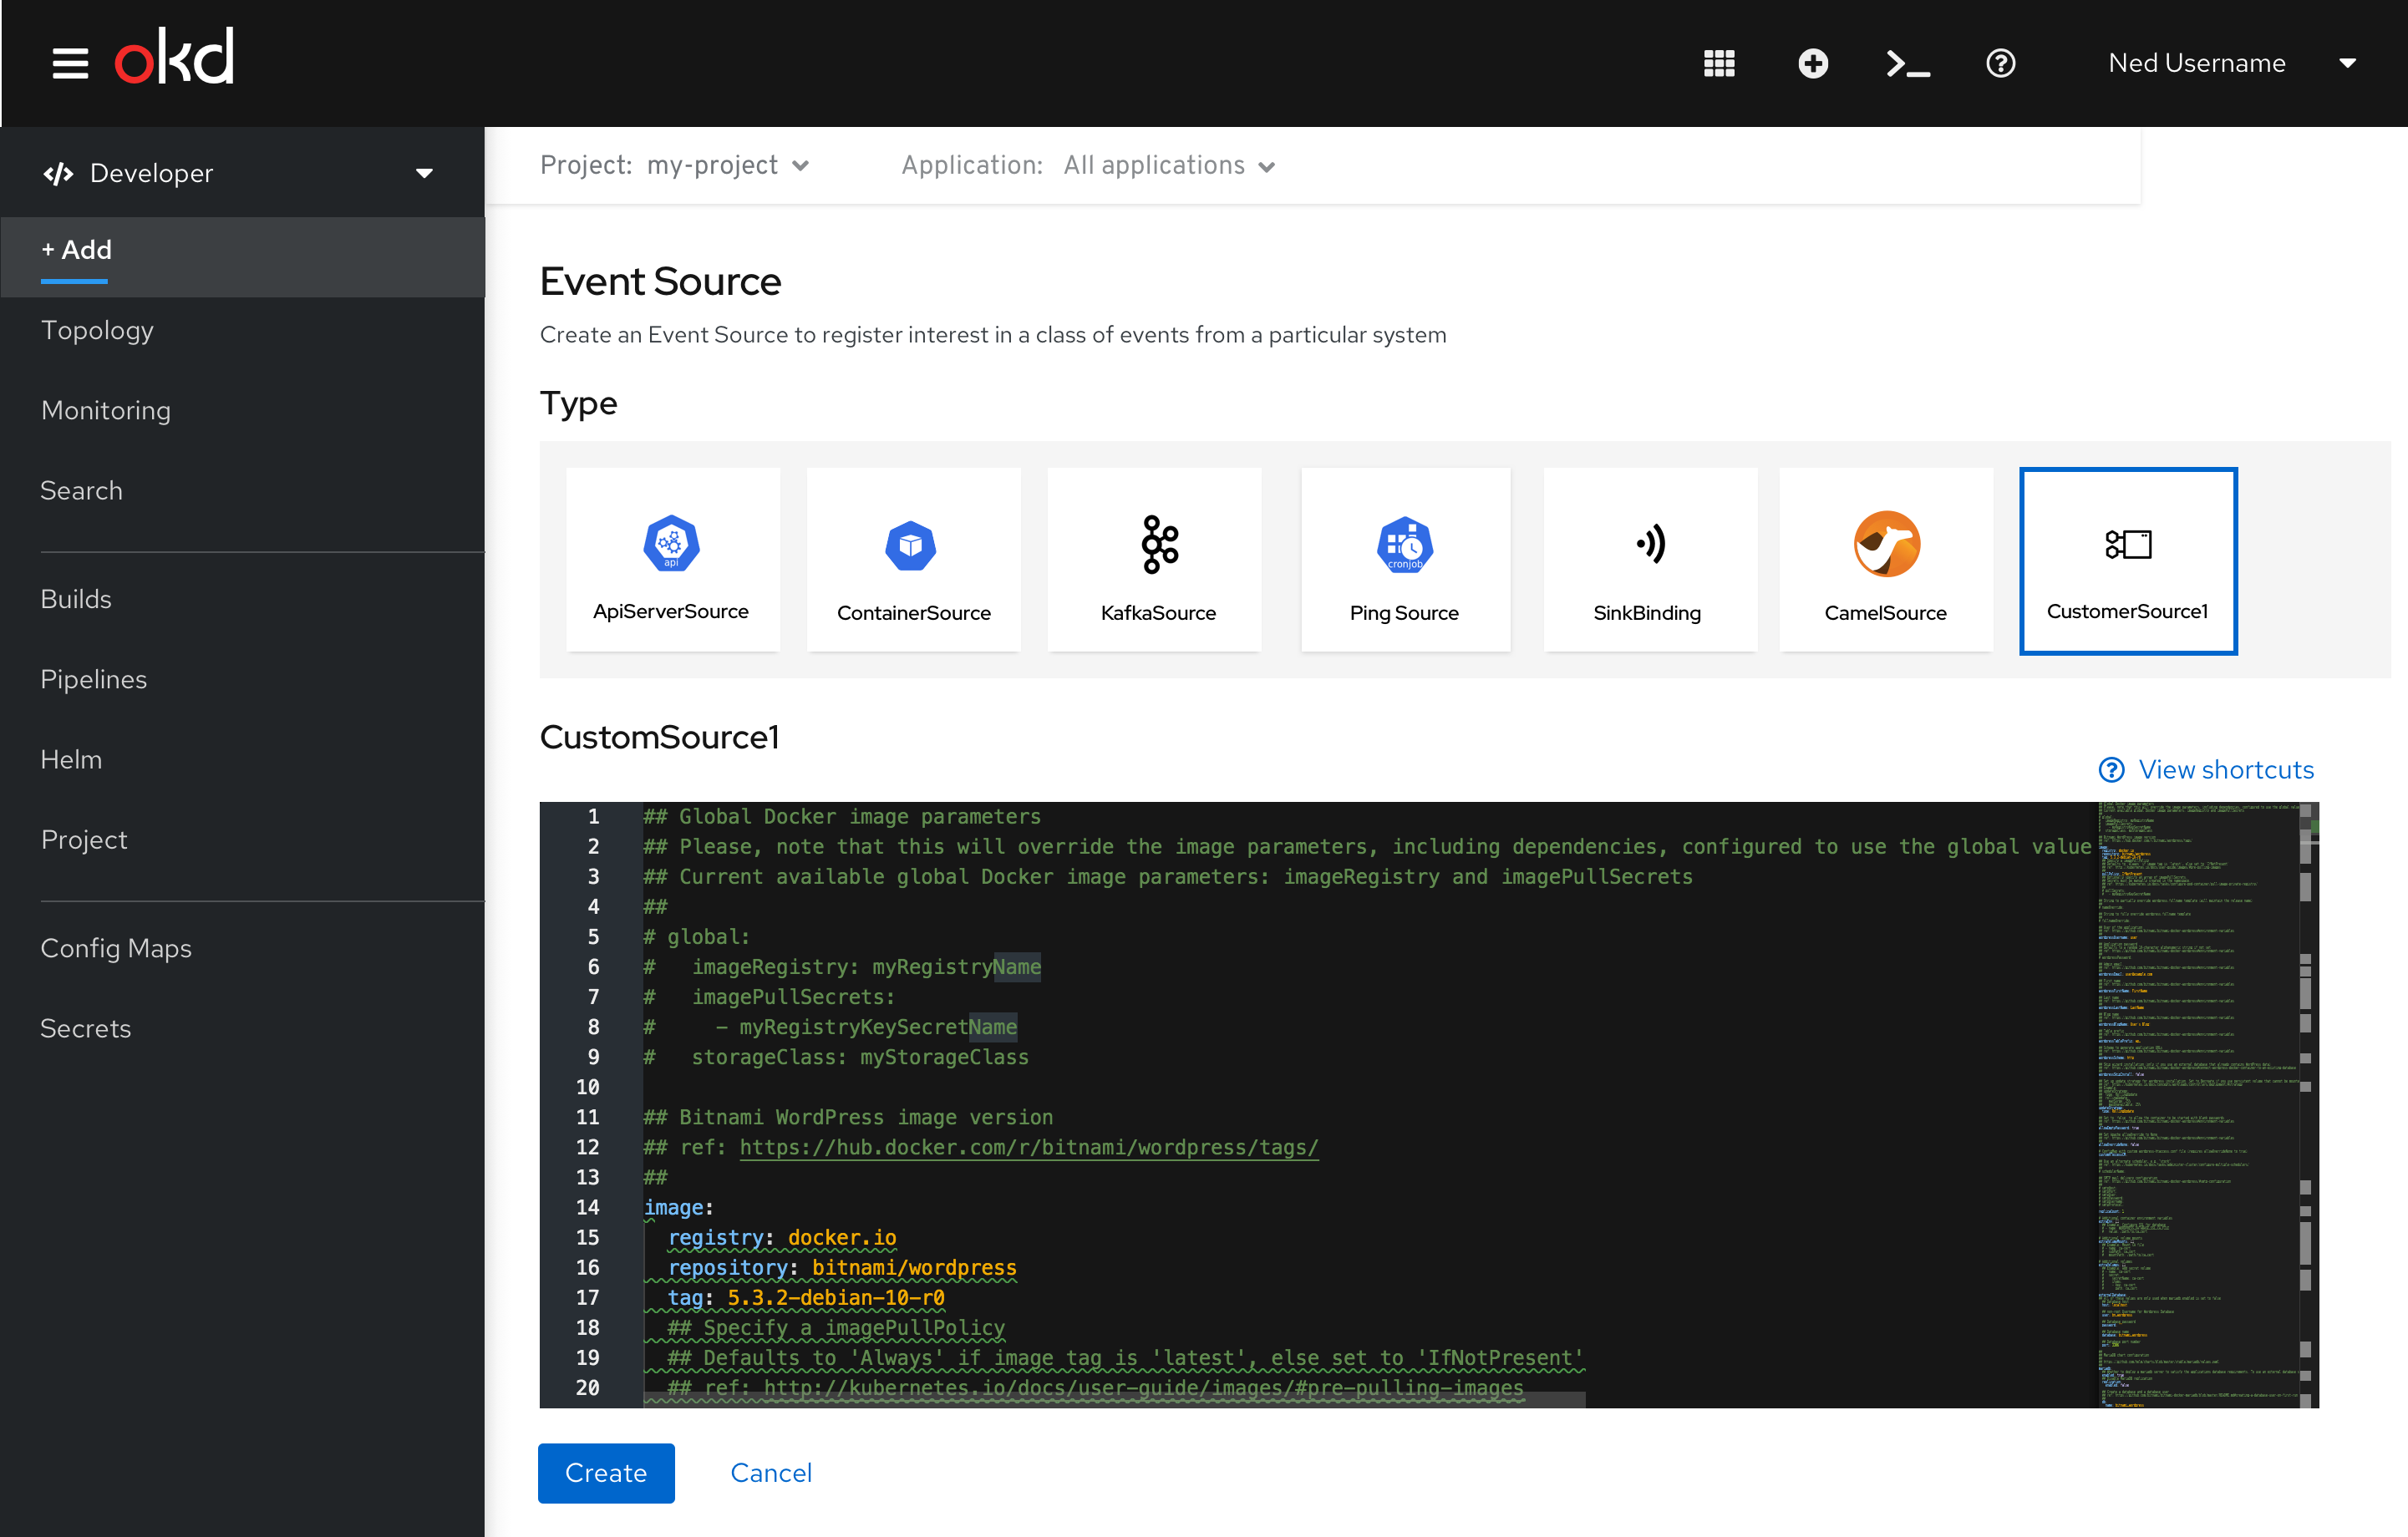 okd
Ned Username
Developer
Project: my-project
Application: All applications
+ Add
Topology
Monitoring
Search
Builds
Pipelines
Helm
Project
Config Maps
Secrets
Event Source
Create an Event Source to register interest in a class of events from a particular system
Type
api
cronjob
ApiServerSource
ContainerSource
KafkaSource
Ping Source
SinkBinding
CamelSource
CustomerSource1
CustomSource1
View shortcuts
1 ## Global Docker image parameters
2 ## Please, note that this will override the image parameters, including dependencies, configured to use the global value
3 ## Current available global Docker image parameters: imageRegistry and imagePullSecrets
4 ##
5 # global:
6 #   imageRegistry: myRegistryName
7 #   imagePullSecrets:
8 #     - myRegistryKeySecretName
9 #   storageClass: myStorageClass
10
11 ## Bitnami WordPress image version
12 ## ref: https://hub.docker.com/r/bitnami/wordpress/tags/
13 ##
14 image:
15   registry: docker.io
16   repository: bitnami/wordpress
17   tag: 5.3.2-debian-10-r0
18   ## Specify a imagePullPolicy
19   ## Defaults to 'Always' if image tag is 'latest', else set to 'IfNotPresent'
20   ## ref: http://kubernetes.io/docs/user-guide/images/#pre-pulling-images
Create
Cancel